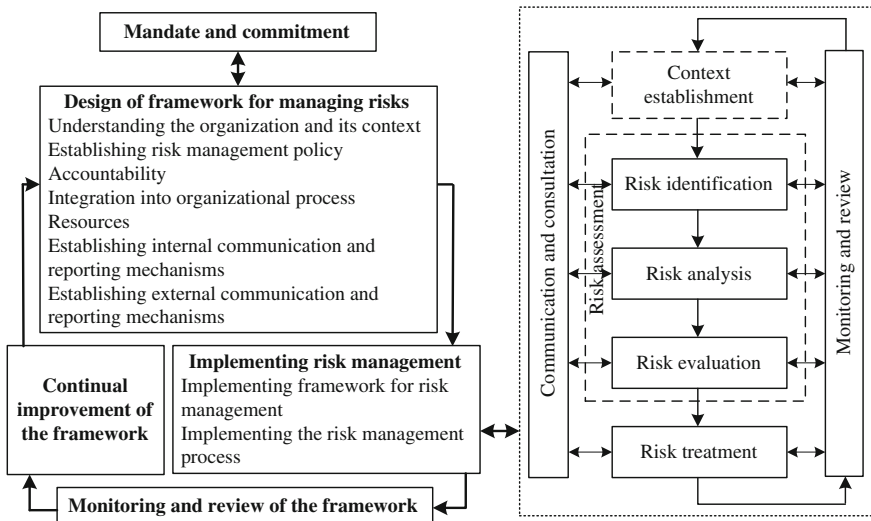 Mandate and commitment
Design of framework for managing risks
Understanding the organization and its context
Establishing risk management policy
Accountability
Integration into organizational process
Resources
Establishing internal communication and
reporting mechanisms
Establishing external communication and
reporting mechanisms
Continual
improvement of
the framework
Implementing risk management
Implementing framework for risk
management
Implementing the risk management
process
Monitoring and review of the framework
Communication and consultation
Context
establishment
Risk assessment
Risk identification
Risk analysis
Risk evaluation
Risk treatment
Monitoring and review